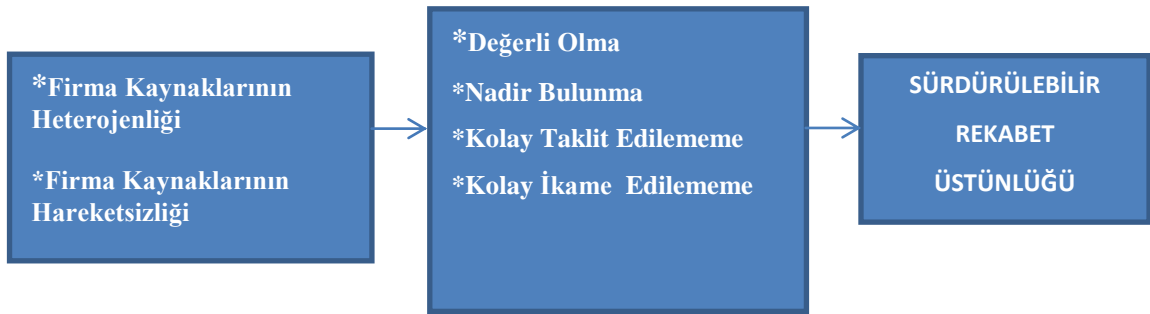 *Firma Kaynaklarının
Heterojenliği
*Firma Kaynaklarının
Hareketsizliği
*Değerli Olma
*Nadir Bulunma
*Kolay Taklit Edilememe
*Kolay İkame Edilememe
SÜRDÜRÜLEBİLİR
REKABET
ÜSTÜNLÜĞÜ